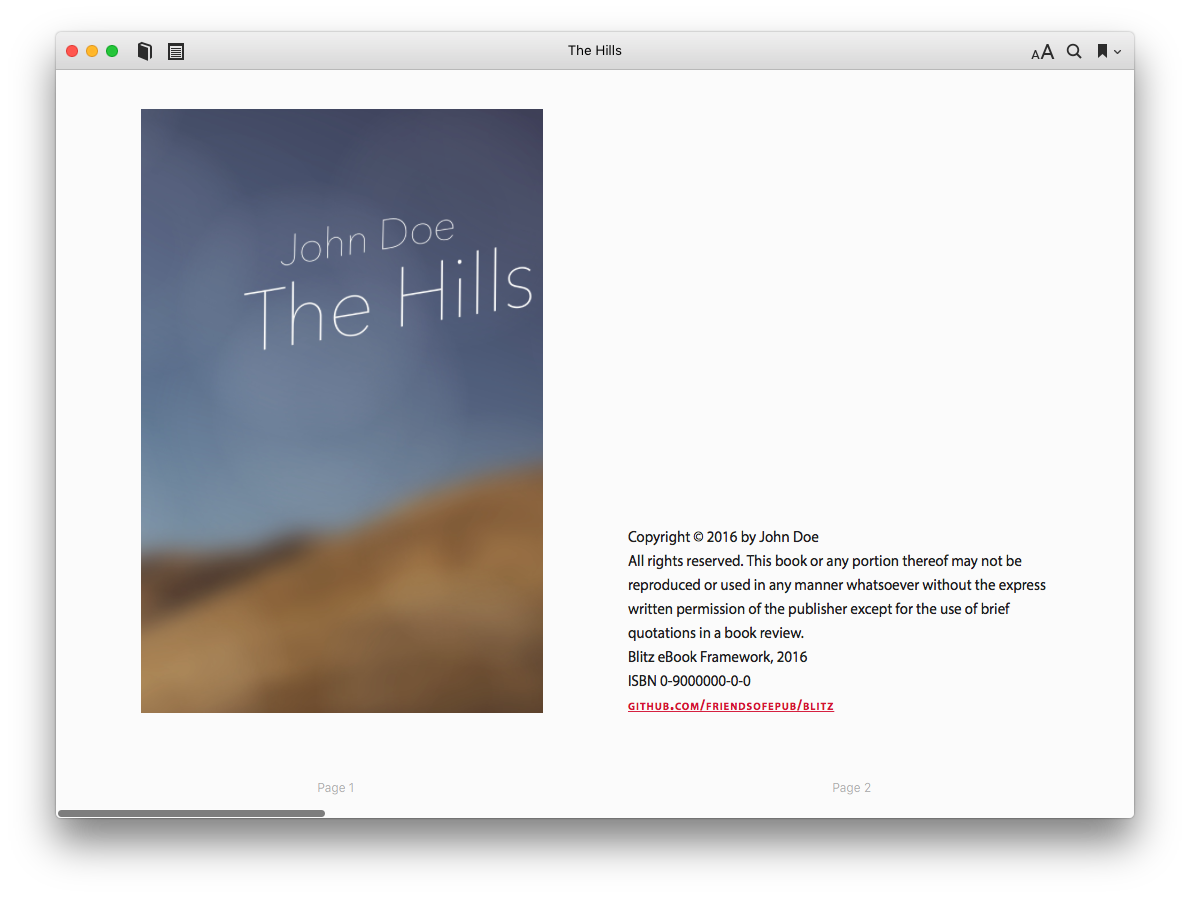 The Hills
AA
John Doe
The Hills
Copyright © 2016 by John Doe
All rights reserved. This book or any portion thereof may not be
reproduced or used in any manner whatsoever without the express
written permission of the publisher except for the use of brief
quotations in a book review.
Blitz eBook Framework, 2016
ISBN 0-9000000-0-0
GITHUB.COM/FRIENDSOFEPUB/BLITZ
Page 1
Page 2